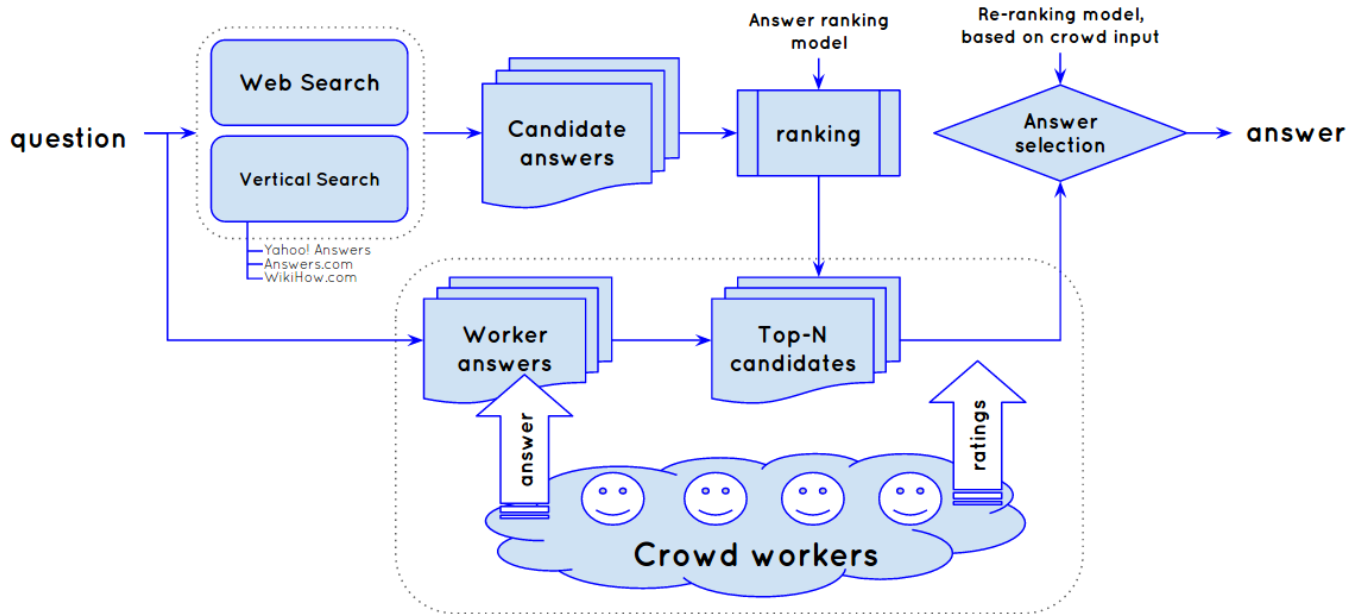 question
Web Search
Vertical Search
Yahoo! Answers
Answers.com
WikiHow.com
Candidate
answers
Answer ranking
model
ranking
Re-ranking model,
based on crowd input
Answer
selection
answer
Worker
answers
Top-N
candidates
answer
ratings
Crowd workers